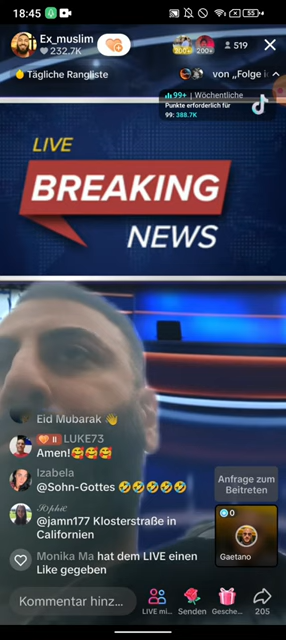 18:45
55
Ex_muslim
232.7K
200+
200+
519
Tägliche Rangliste
von „Folge i
99+ | Wöchentliche
Punkte erforderlich für
99: 388.7K
LIVE
BREAKING
NEWS
Eid Mubarak 👋
LUKE73
Amen!🥰🥰🥰
Izabela
@Sohn-Gottes 🤣🤣🤣🤣🤣
𝒮𝑜𝓅𝒽𝒾𝑒
@jamn177 Klosterstraße in
Californien
Monika Ma hat dem LIVE einen
Like gegeben
Anfrage zum
Beitreten
0
Gaetano
Kommentar hinz...
LIVE mi...
Senden
Gesche...
205